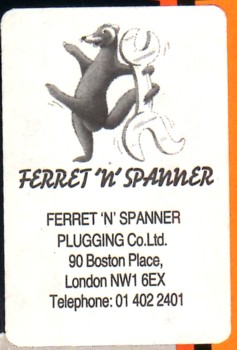 FERRET 'N' SPANNER
FERRET 'N' SPANNER
PLUGGING Co.Ltd.
90 Boston Place,
London NW1 6EX
Telephone: 01 402 2401